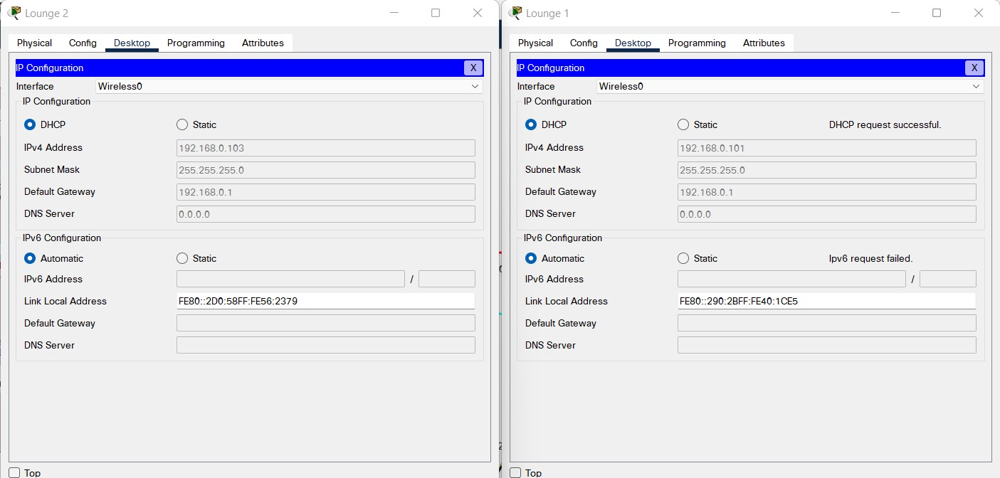 Lounge 2
Physical Config Desktop Programming Attributes
IP Configuration X
Interface Wireless0
IP Configuration
DHCP Static
IPv4 Address 192.168.0.103
Subnet Mask 255.255.255.0
Default Gateway 192.168.0.1
DNS Server 0.0.0.0
IPv6 Configuration
Automatic Static
IPv6 Address /
Link Local Address FE80::2D0:58FF:FE56:2379
Default Gateway
DNS Server
Top
Lounge 1
Physical Config Desktop Programming Attributes
IP Configuration X
Interface Wireless0
IP Configuration
DHCP Static DHCP request successful.
IPv4 Address 192.168.0.101
Subnet Mask 255.255.255.0
Default Gateway 192.168.0.1
DNS Server 0.0.0.0
IPv6 Configuration
Automatic Static Ipv6 request failed.
IPv6 Address /
Link Local Address FE80::290:2BFF:FE40:1CE5
Default Gateway
DNS Server
Top